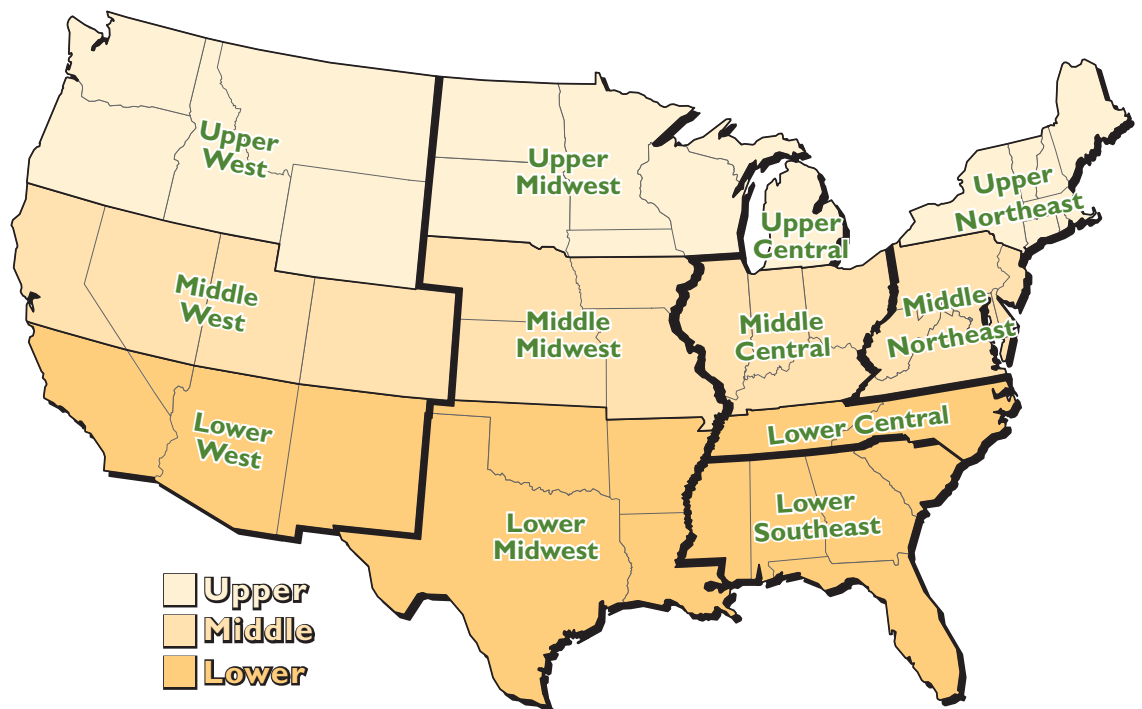 Upper
West
Upper
Midwest
Upper
Central
Upper
Northeast
Middle
West
Middle
Midwest
Middle
Central
Middle
Northeast
Lower
West
Lower Central
Lower
Midwest
Lower
Southeast
Upper
Middle
Lower